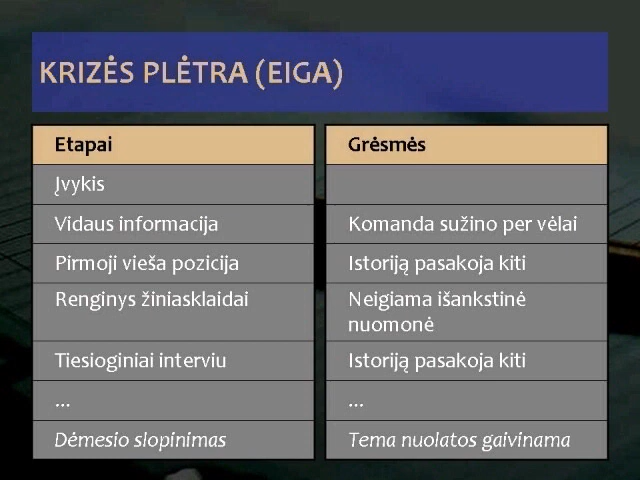 KRIZĖS PLĖTRA (EIGA)
Etapai
Grėsmės
Įvykis
Vidaus informacija
Komanda sužino per vėlai
Pirmoji vieša pozicija
Istoriją pasakoja kiti
Renginys žiniasklaidai
Neigiama išankstinė
nuomonė
Tiesioginiai interviu
Istoriją pasakoja kiti
...
...
Dėmesio slopinimas
Tema nuolatos gaivinama